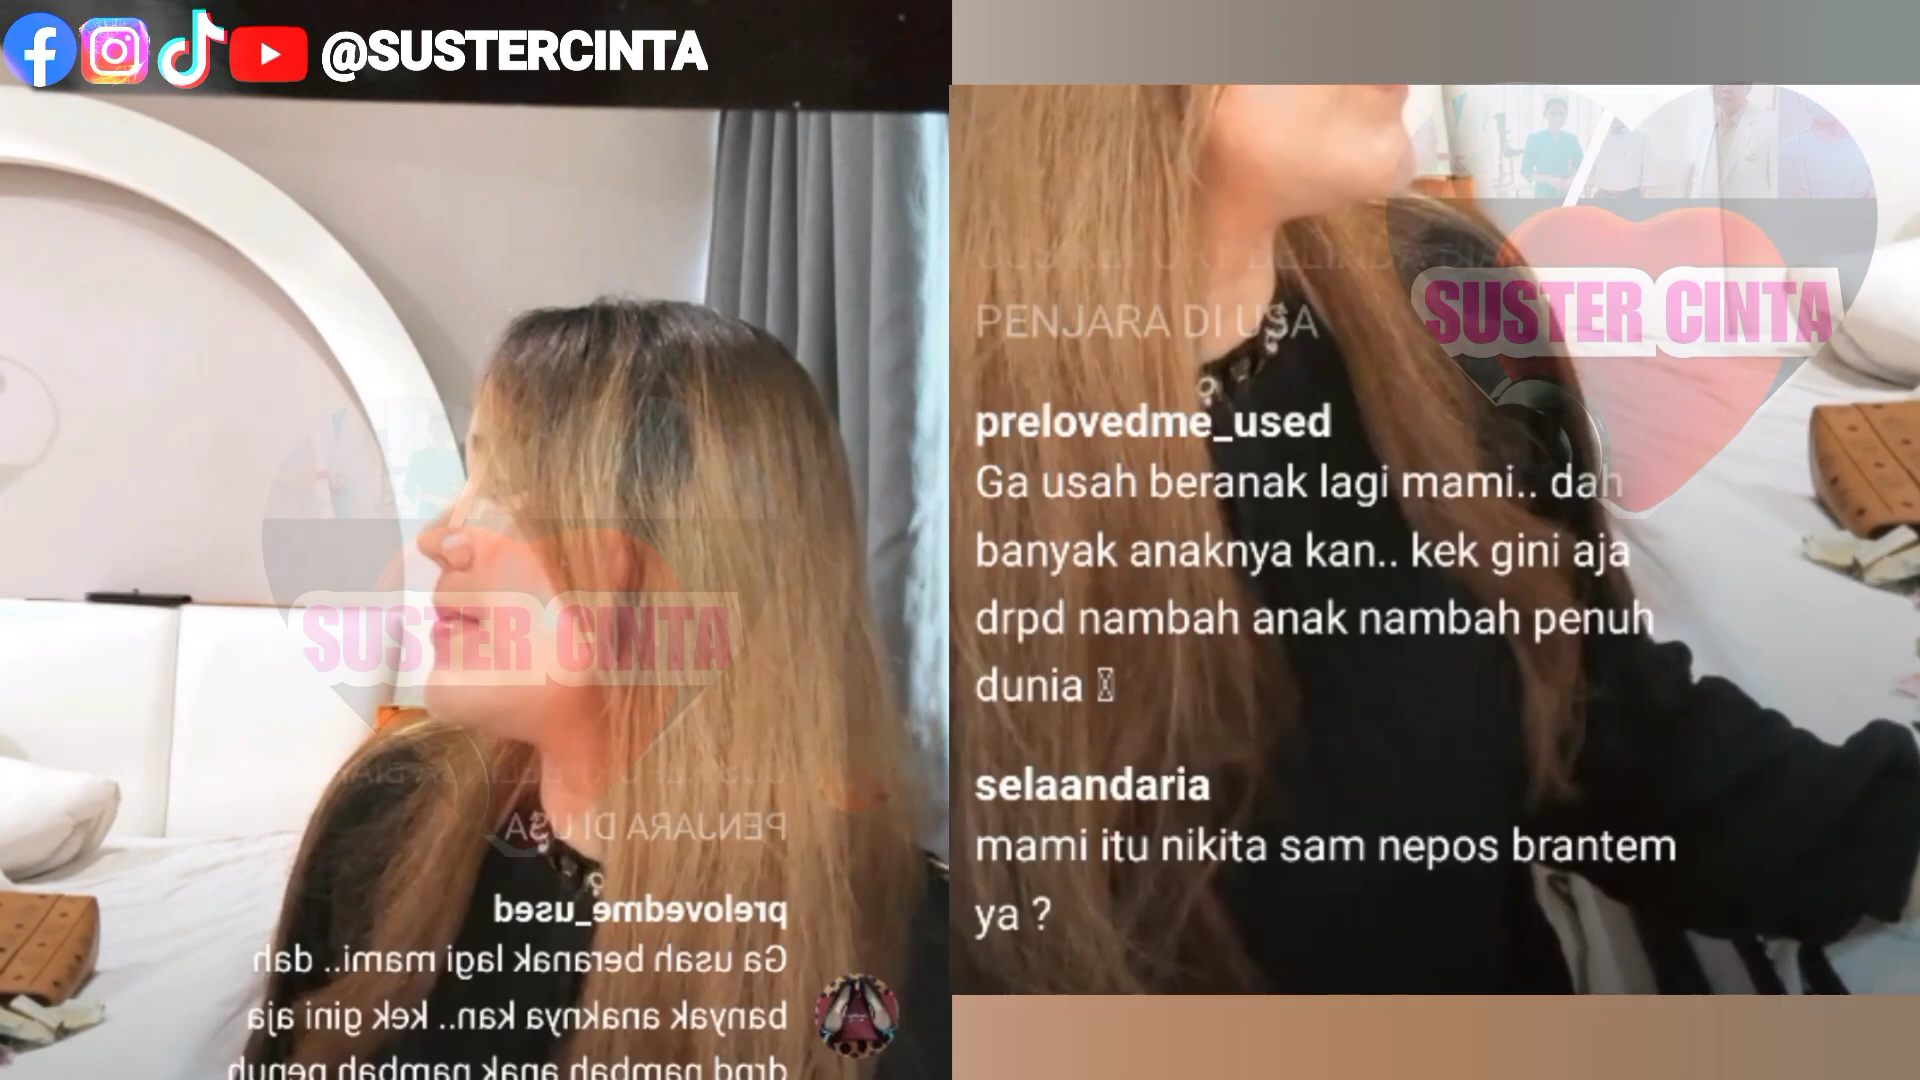 @SUSTERCINTA
SUSTER CINTA
PENJARA DI USA
prelovedme_used
Ga usah beranak lagi mami.. dah
banyak anaknya kan.. kek gini aja
drpd nambah anak nambah penuh
SUSTER CINTA
PENJARA DI USA
prelovedme_used
Ga usah beranak lagi mami.. dah
banyak anaknya kan.. kek gini aja
drpd nambah anak nambah penuh
dunia
selaandaria
mami itu nikita sam nepos brantem
ya ?